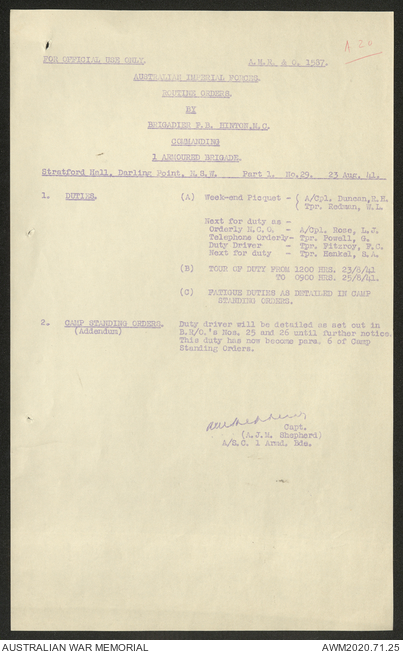 A 20
FOR OFFICIAL USE ONLY. A.M.R. & O. 1587.
AUSTRALIAN IMPERIAL FORCES.
ROUTINE ORDERS.
BY
BRIGADIER F.B. HINTON, M.C.
COMMANDING
1 ARMOURED BRIGADE.
Stratford Hall, Darling Point, N.S.W. Part 1. No.29. 23 Aug. 41.
1. DUTIES. (A) Week-end Picquet - ( A/Cpl. Duncan, H.H.
( Tpr. Redman, W.L.
Next for duty as -
Orderly N.C.O. - A/Cpl. Rose, L.J.
Telephone Orderly- Tpr. Powell, G.
Duty Driver - Tpr. Fitzroy, F.C.
Next for duty - Tpr. Henkel, S.A.
(B) TOUR OF DUTY FROM 1200 HRS. 23/8/41
TO 0900 HRS. 25/8/41.
(C) FATIGUE DUTIES AS DETAILED IN CAMP
STANDING ORDERS.
2. CAMP STANDING ORDERS. Duty driver will be detailed as set out in
(Addendum) B.R/O.'s Nos. 25 and 26 until further notice.
This duty has now become para. 6 of Camp
Standing Orders.
Capt.
(A.J.M. Shepherd)
A/S.C. 1 Armd. Bde.
AUSTRALIAN WAR MEMORIAL AWM2020.71.25